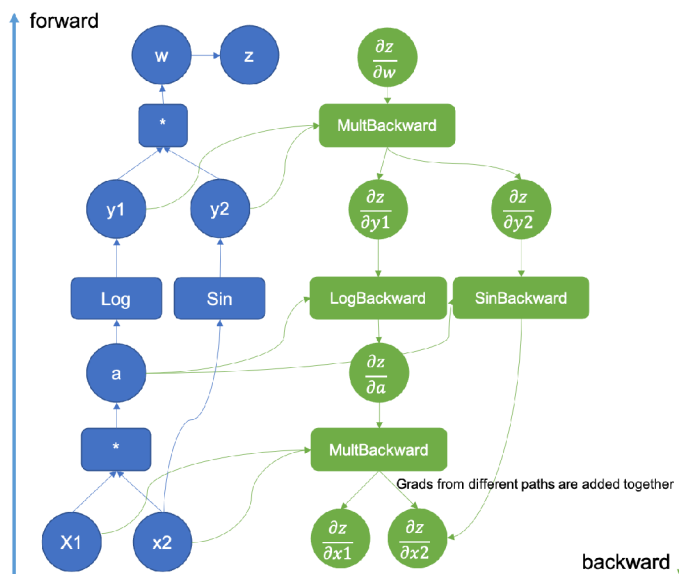 forward
w
z
∂z
∂w
*
MultBackward
y1
y2
∂z
∂y1
∂z
∂y2
Log
Sin
LogBackward
SinBackward
a
∂z
∂a
*
MultBackward
Grads from different paths are added together
X1
x2
∂z
∂x1
∂z
∂x2
backward